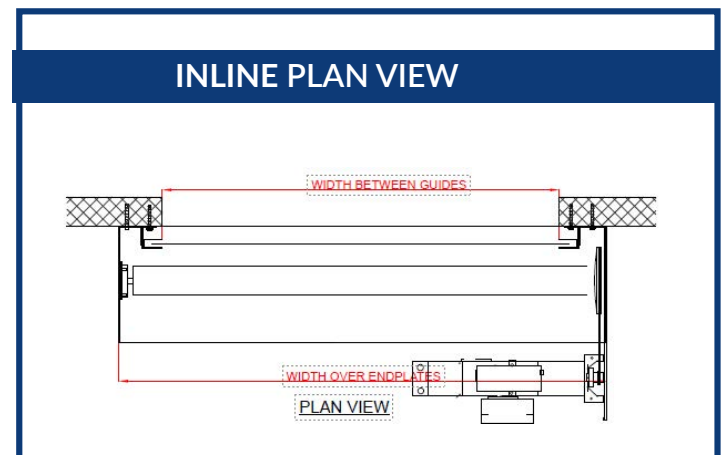 INLINE PLAN VIEW
WIDTH BETWEEN GUIDES
WIDTH OVER ENDPLATES
PLAN VIEW